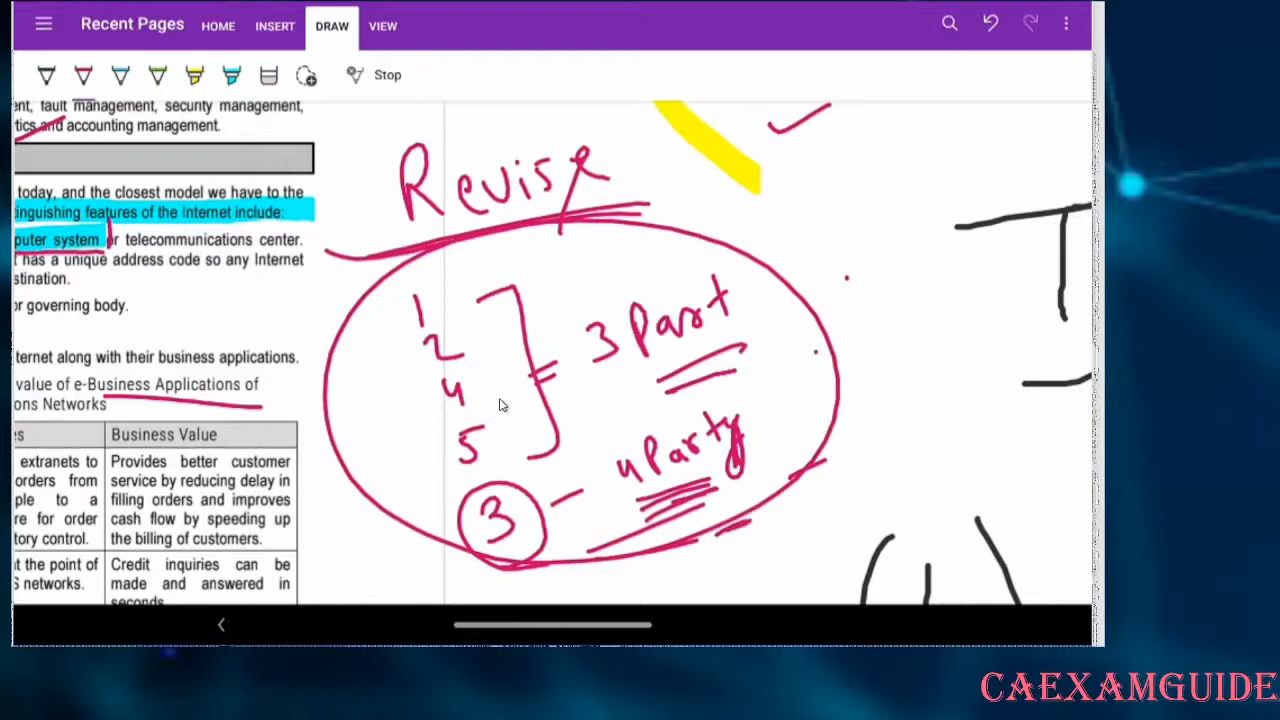 Recent Pages HOME INSERT DRAW VIEW
Stop
ent, fault management, security management,
tics and accounting management.
today, and the closest model we have to the
tinguishing features of the Internet include:
puter system or telecommunications center.
t has a unique address code so any Internet
stination.
or governing body.
ternet along with their business applications.
value of e-Business Applications of
ons Networks
es
extranets to
orders from
ple to a
re for order
tory control.
t the point of
S networks.
Business Value
Provides better customer
service by reducing delay in
filling orders and improves
cash flow by speeding up
the billing of customers.
Credit inquiries can be
made and answered in
seconds
Revise
1
2
4
5
3 Part
3 - 4 Party
CAEXAMGUIDE